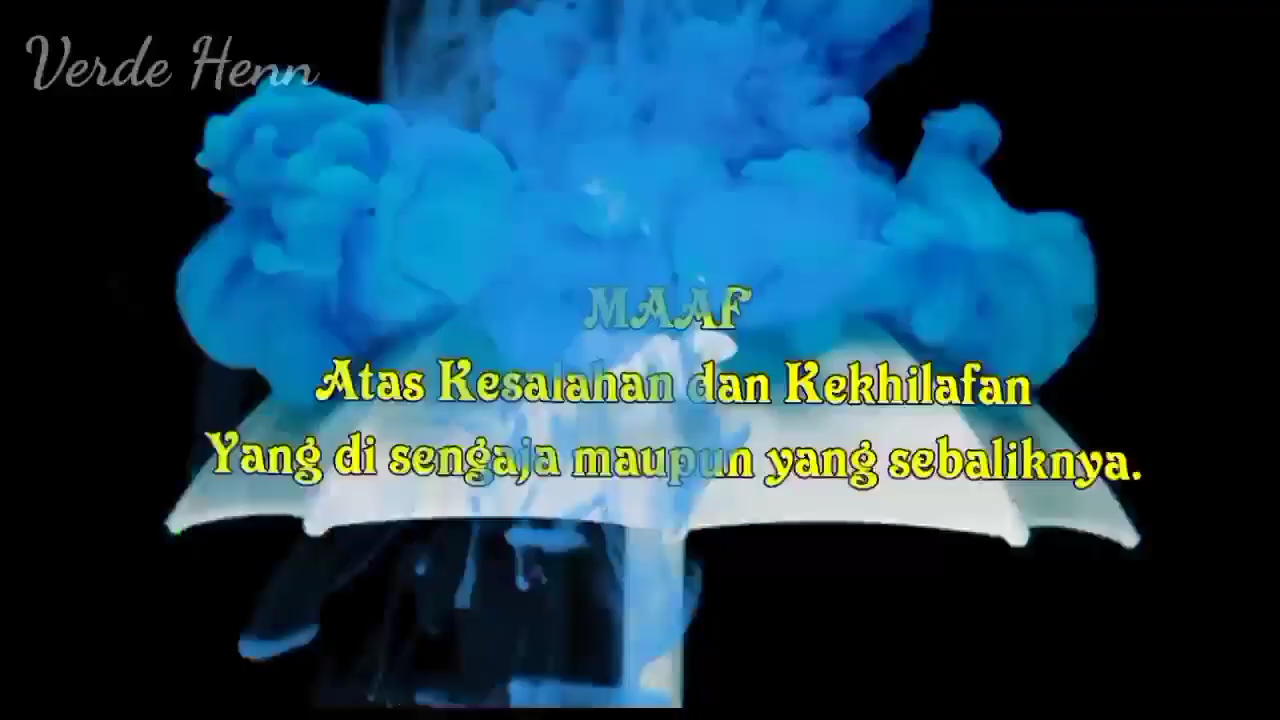 Verde Henn
MAAF
Atas Kesalahan dan Kekhilafan
Yang di sengaja maupun yang sebaliknya.